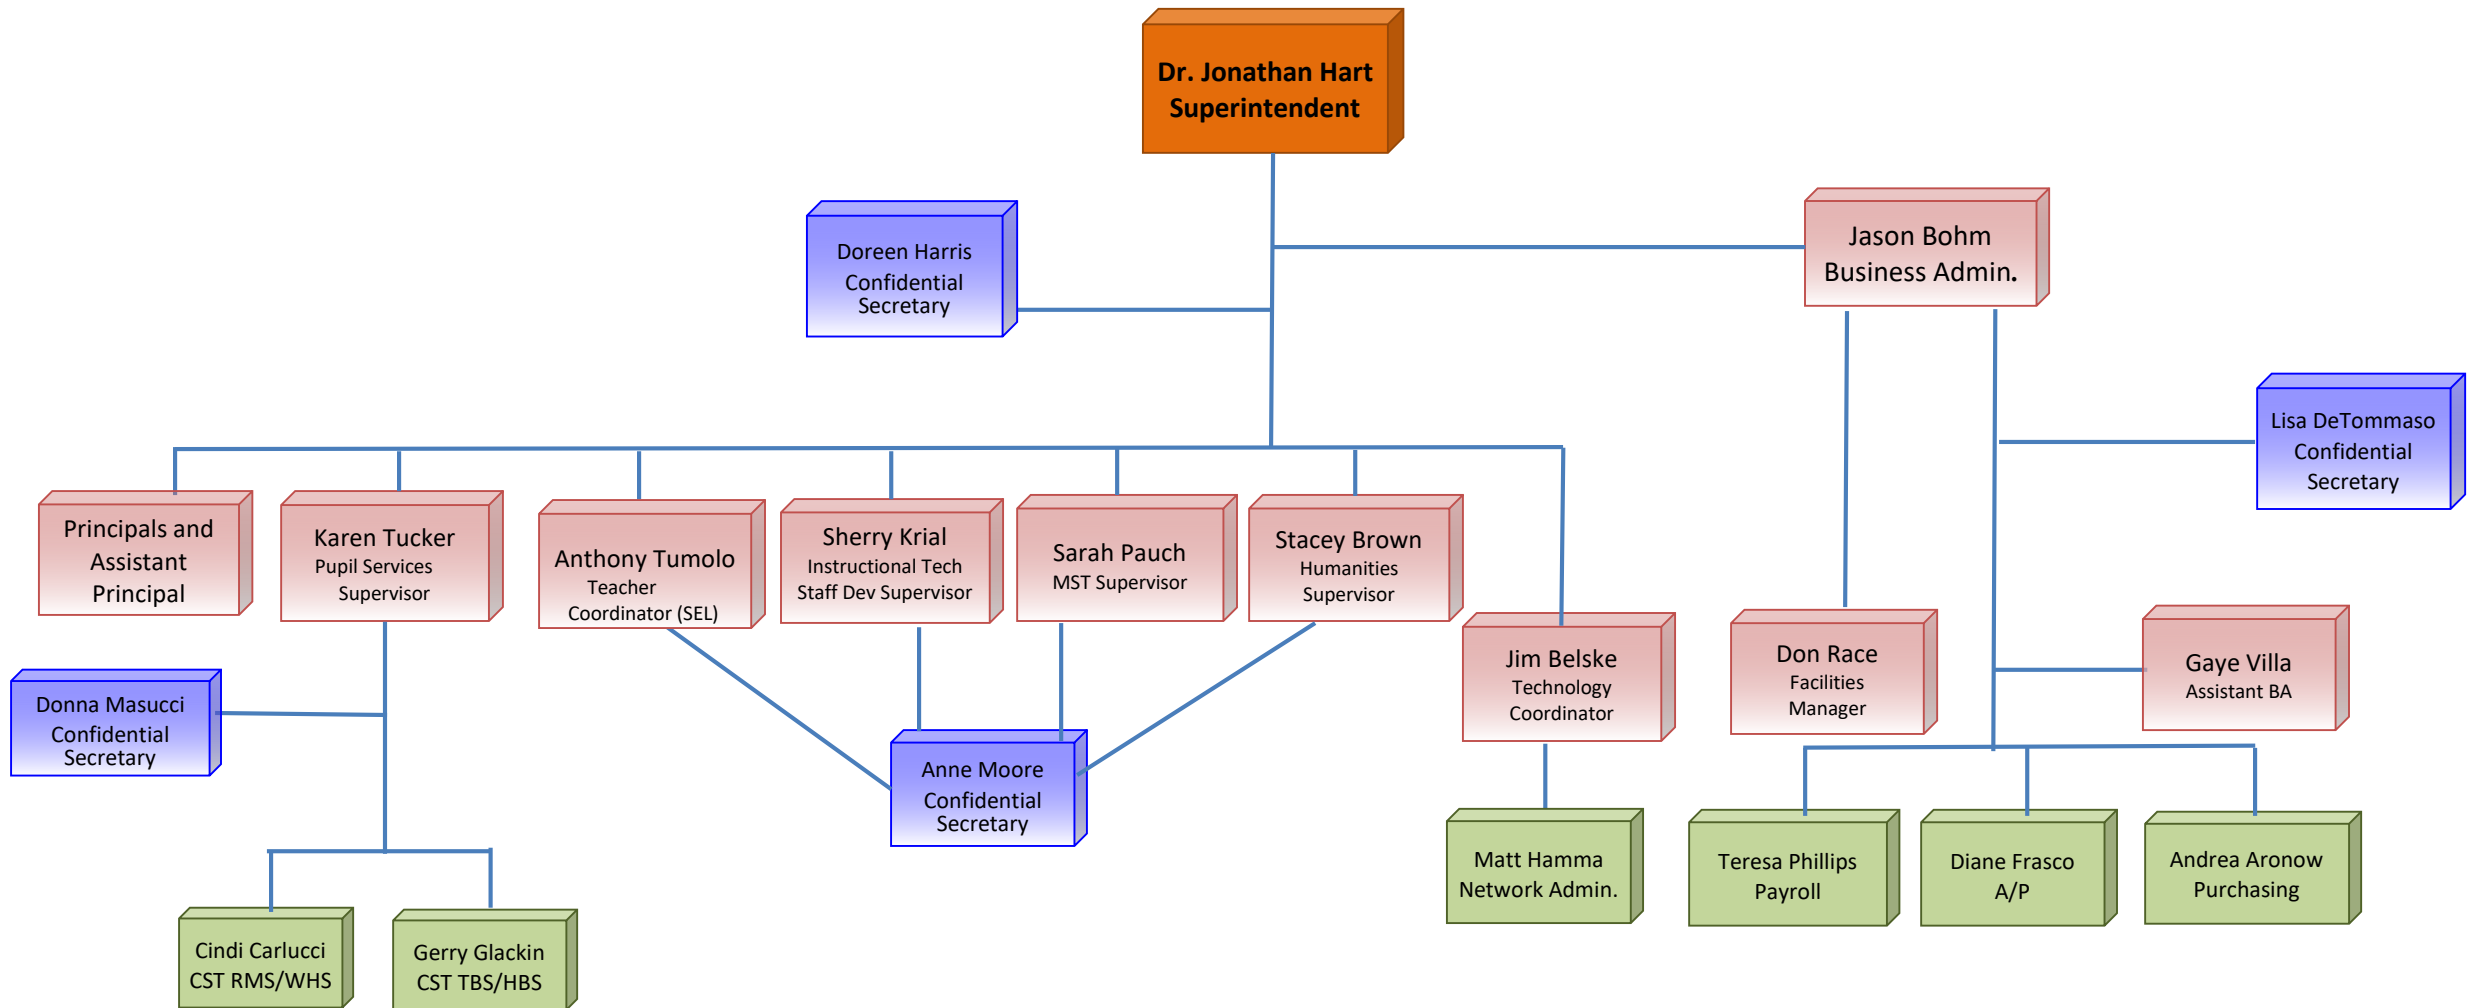 Dr. Jonathan Hart
Superintendent
Doreen Harris
Confidential
Secretary
Jason Bohm
Business Admin.
Lisa DeTommaso
Confidential
Secretary
Principals and
Assistant
Principal
Karen Tucker
Pupil Services
Supervisor
Anthony Tumolo
Teacher
Coordinator (SEL)
Sherry Krial
Instructional Tech
Staff Dev Supervisor
Sarah Pauch
MST Supervisor
Stacey Brown
Humanities
Supervisor
Jim Belske
Technology
Coordinator
Don Race
Facilities
Manager
Gaye Villa
Assistant BA
Donna Masucci
Confidential
Secretary
Anne Moore
Confidential
Secretary
Matt Hamma
Network Admin.
Teresa Phillips
Payroll
Diane Frasco
A/P
Andrea Aronow
Purchasing
Cindi Carlucci
CST RMS/WHS
Gerry Glackin
CST TBS/HBS